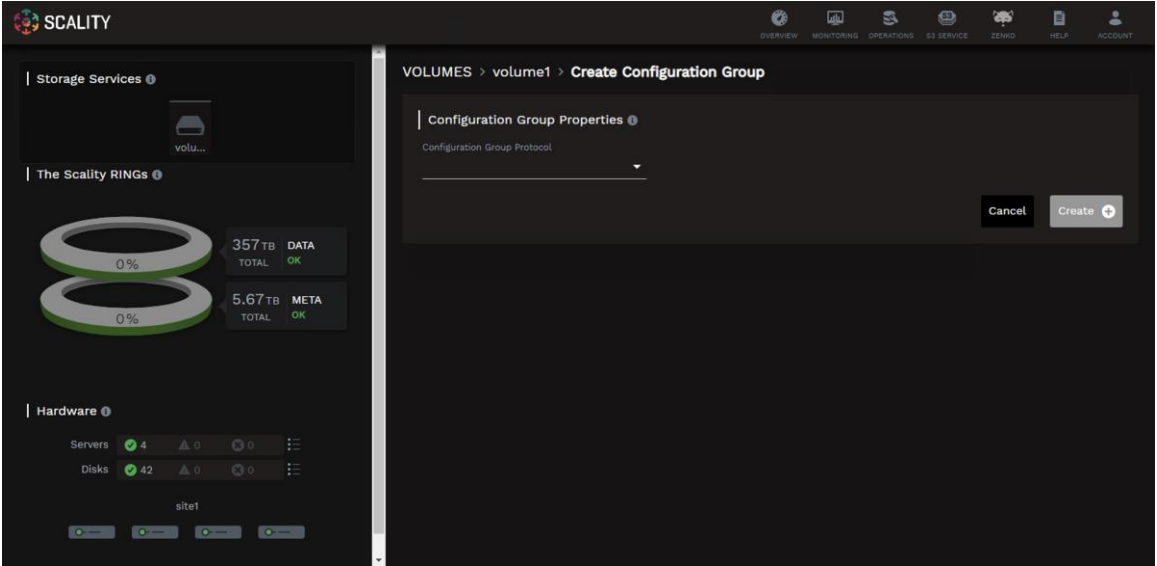 SCALITY
OVERVIEW MONITORING OPERATIONS S3 SERVICE ZENKO HELP ACCOUNT
Storage Services
volu...
The Scality RINGs
0%
357TB DATA
TOTAL OK
0%
5.67TB META
TOTAL OK
Hardware
Servers 4 0 0
Disks 42 0 0
site1
VOLUMES > volume1 > Create Configuration Group
Configuration Group Properties
Configuration Group Protocol
Cancel Create